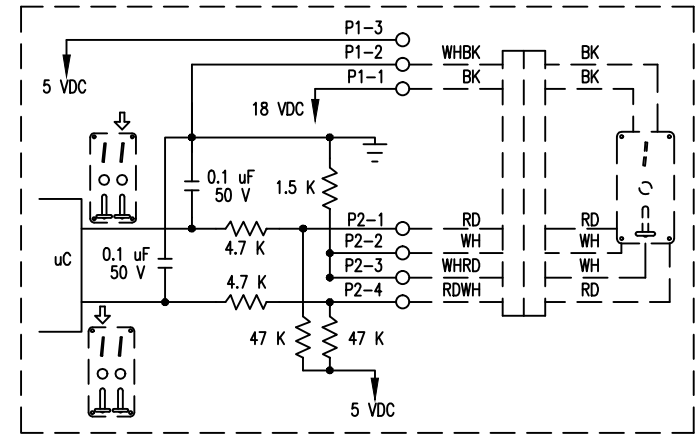 P1-3
5 VDC
P1-2 WHBK BK
P1-1 BK BK
18 VDC
0.1 uF
50 V
1.5 K
P2-1 RD RD
4.7 K
P2-2 WH WH
uC
0.1 uF
50 V
P2-3 WHRD WH
4.7 K
P2-4 RDWH RD
47 K 47 K
5 VDC